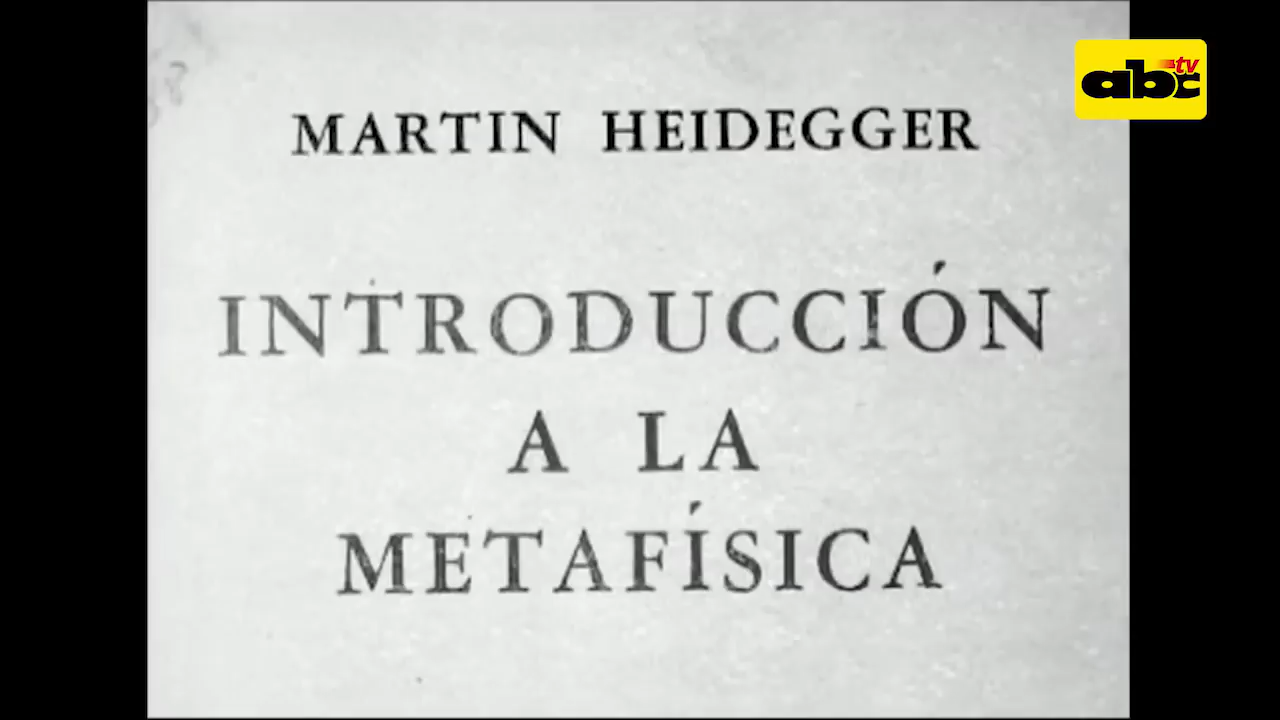 abc tv
MARTIN HEIDEGGER
INTRODUCCIÓN
A LA
METAFÍSICA